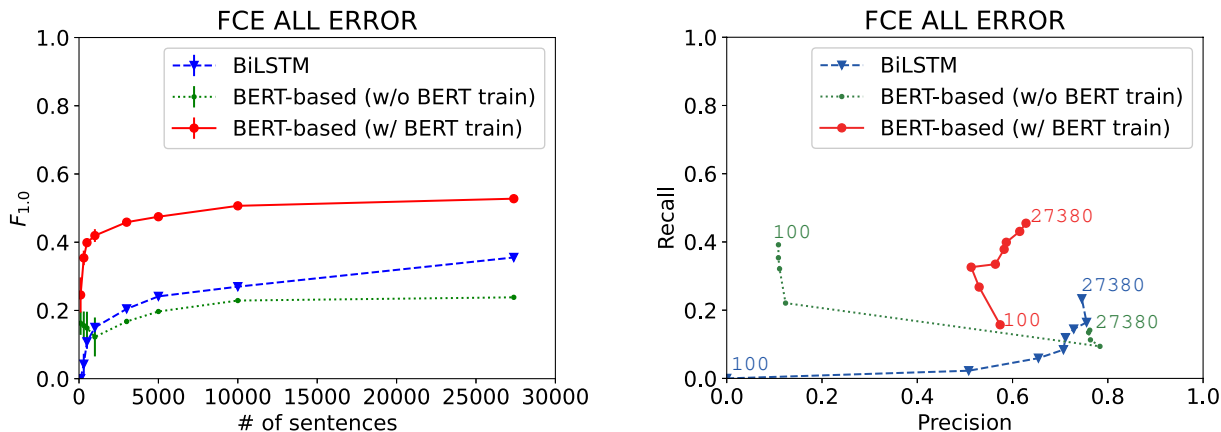 FCE ALL ERROR
1.0
0.8
0.6
0.4
0.2
0.0
F1.0
BiLSTM
BERT-based (w/o BERT train)
BERT-based (w/ BERT train)
0 5000 10000 15000 20000 25000 30000
# of sentences
FCE ALL ERROR
1.0
0.8
0.6
0.4
0.2
0.0
Recall
BiLSTM
BERT-based (w/o BERT train)
BERT-based (w/ BERT train)
27380
100
27380
100
27380
100
0.0 0.2 0.4 0.6 0.8 1.0
Precision